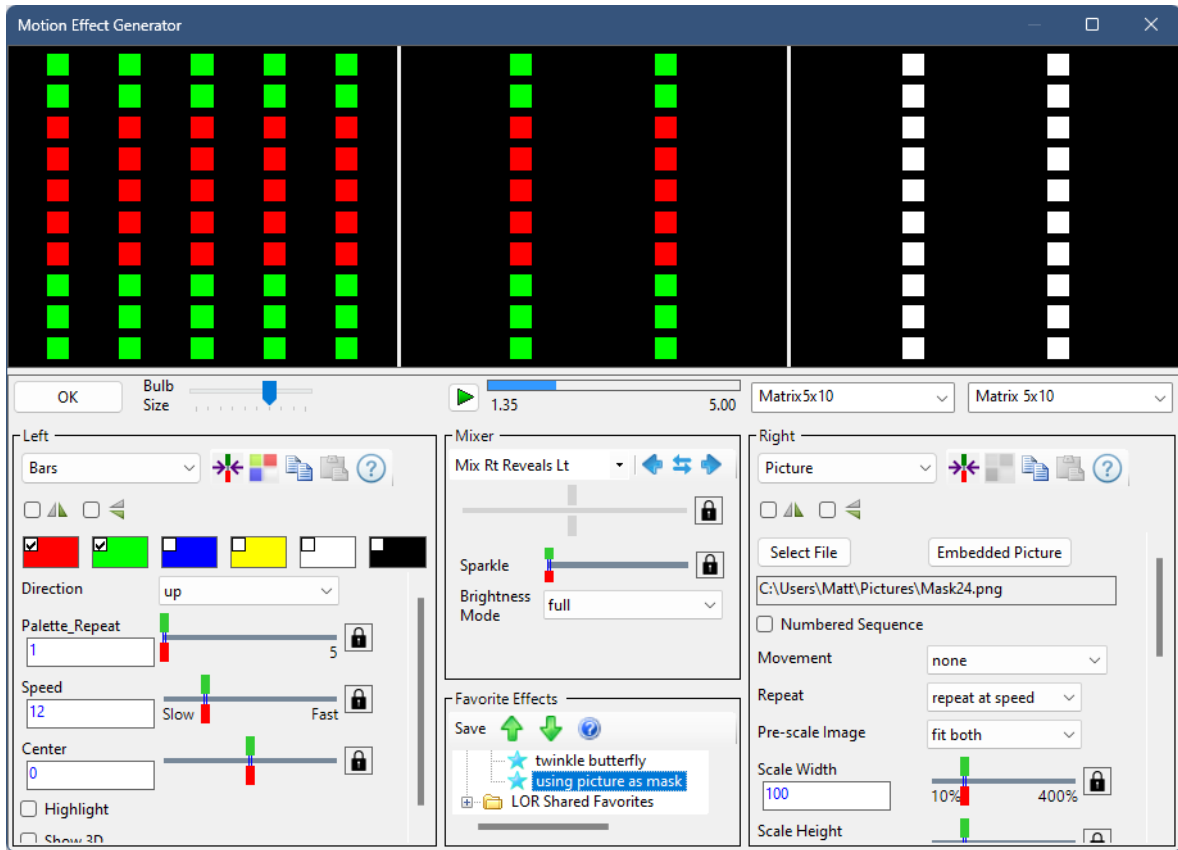 Motion Effect Generator
OK
Bulb Size
1.35
5.00
Matrix5x10
Matrix 5x10
Left
Bars
Direction
up
Palette_Repeat
1
5
Speed
12
Slow
Fast
Center
0
Highlight
Show 3D
Mixer
Mix Rt Reveals Lt
Sparkle
Brightness Mode
full
Favorite Effects
Save
twinkle butterfly
using picture as mask
LOR Shared Favorites
Right
Picture
Select File
Embedded Picture
C:\Users\Matt\Pictures\Mask24.png
Numbered Sequence
Movement
none
Repeat
repeat at speed
Pre-scale Image
fit both
Scale Width
100
10%
400%
Scale Height